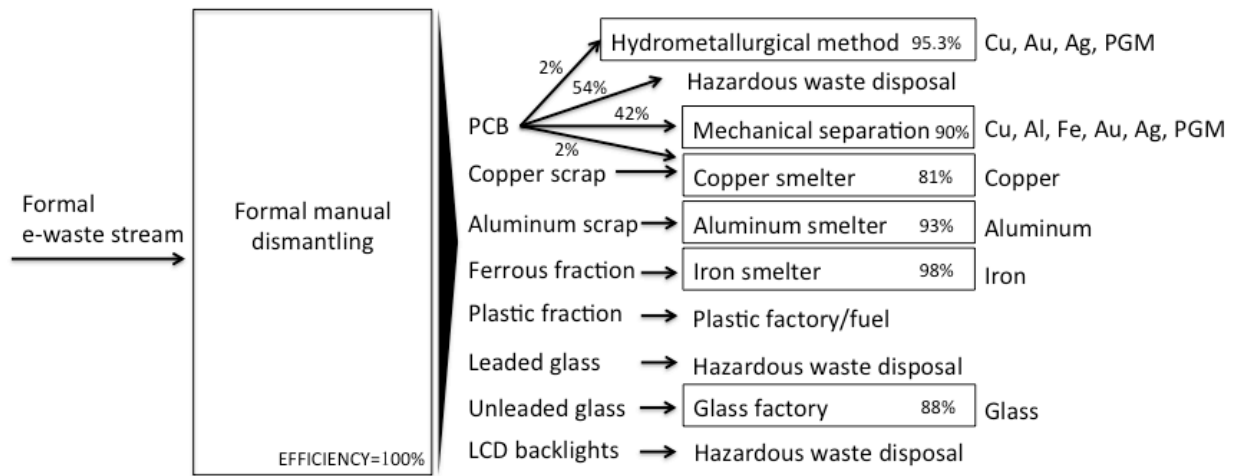 Formal
e-waste stream
Formal manual
dismantling
EFFICIENCY=100%
PCB
2%
54%
42%
2%
Hydrometallurgical method 95.3% Cu, Au, Ag, PGM
Hazardous waste disposal
Mechanical separation 90% Cu, Al, Fe, Au, Ag, PGM
Copper scrap Copper smelter 81% Copper
Aluminum scrap Aluminum smelter 93% Aluminum
Ferrous fraction Iron smelter 98% Iron
Plastic fraction Plastic factory/fuel
Leaded glass Hazardous waste disposal
Unleaded glass Glass factory 88% Glass
LCD backlights Hazardous waste disposal